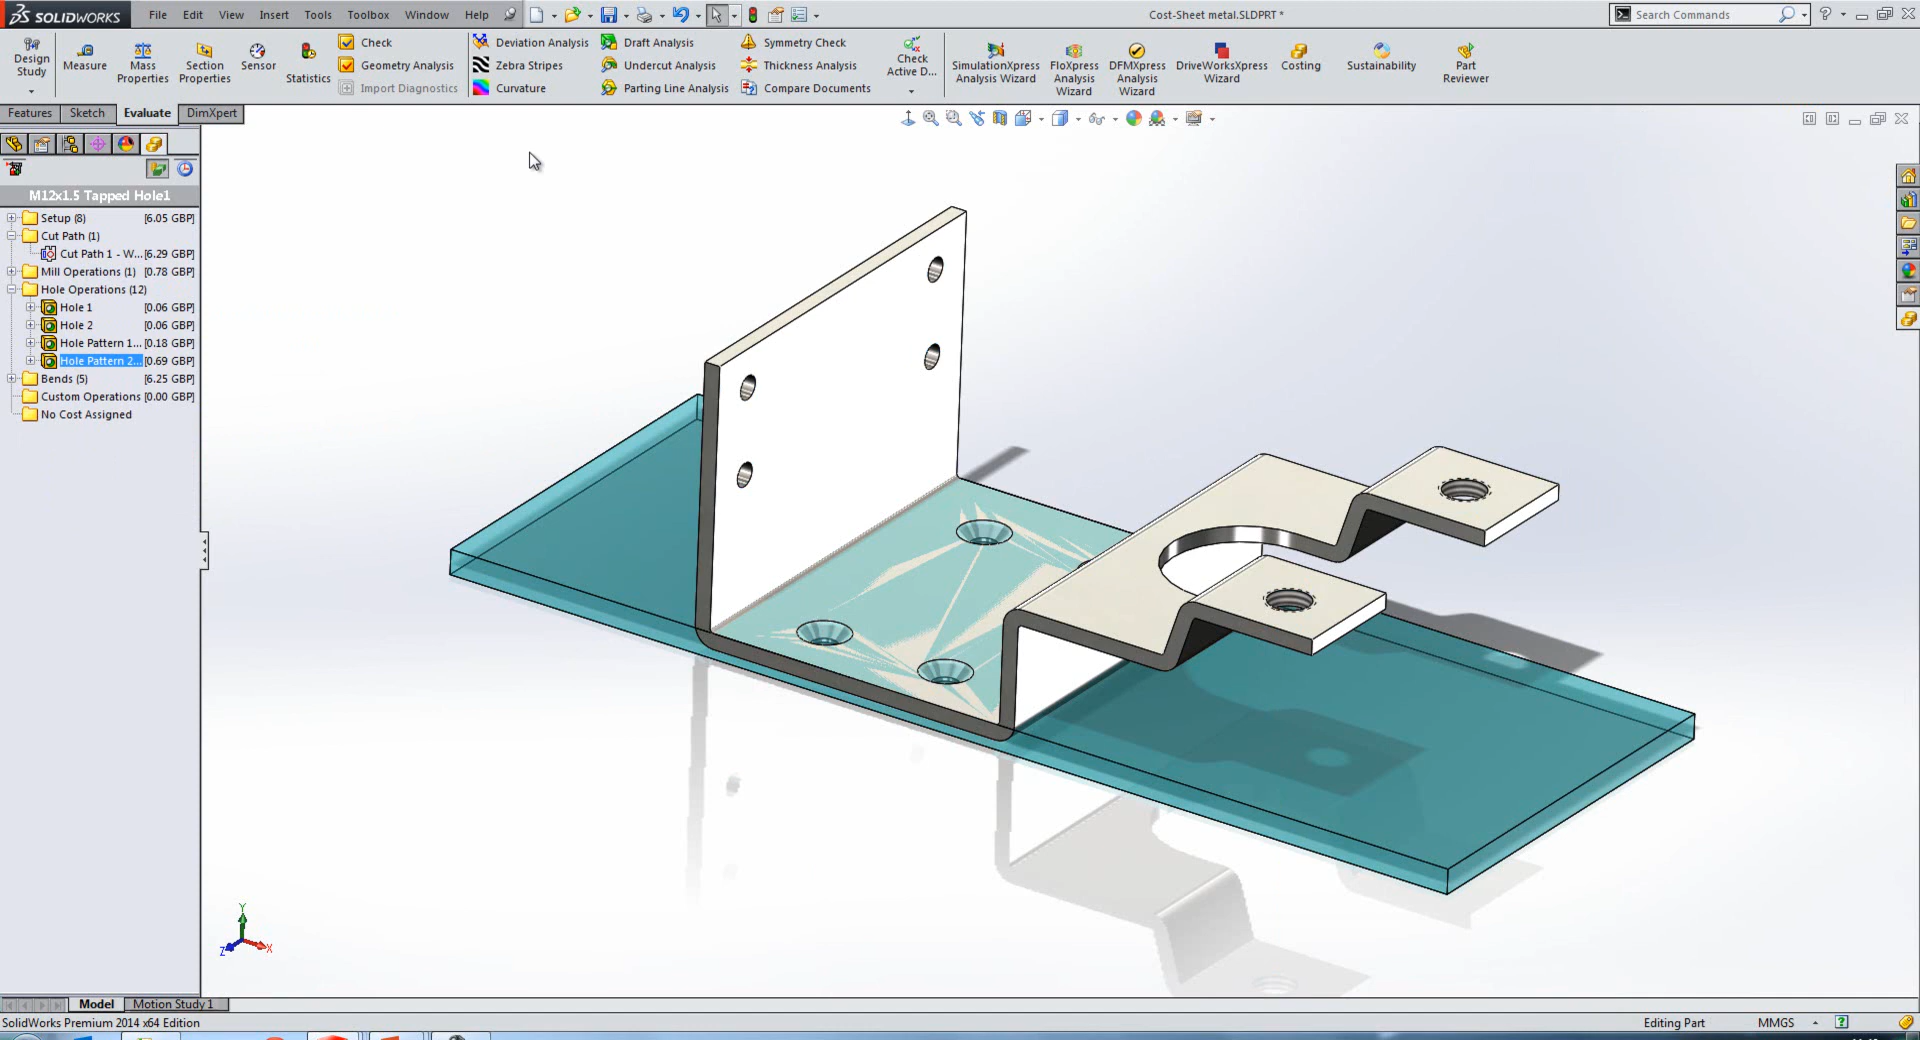 SOLIDWORKS File Edit View Insert Tools Toolbox Window Help Cost-Sheet metal.SLDPRT * Search Commands
Design Study
Measure
Mass Properties
Section Properties
Sensor
Statistics
Check
Geometry Analysis
Import Diagnostics
Deviation Analysis
Zebra Stripes
Curvature
Draft Analysis
Undercut Analysis
Parting Line Analysis
Symmetry Check
Thickness Analysis
Compare Documents
Check Active D...
SimulationXpress Analysis Wizard
FloXpress Analysis Wizard
DFMXpress Analysis Wizard
DriveWorksXpress Wizard
Costing
Sustainability
Part Reviewer
Features Sketch Evaluate DimXpert
M12x1.5 Tapped Hole1
Setup (8) [6.05 GBP]
Cut Path (1)
Cut Path 1 - W... [6.29 GBP]
Mill Operations (1) [0.78 GBP]
Hole Operations (12)
Hole 1 [0.06 GBP]
Hole 2 [0.06 GBP]
Hole Pattern 1... [0.18 GBP]
Hole Pattern 2... [0.69 GBP]
Bends (5) [6.25 GBP]
Custom Operations [0.00 GBP]
No Cost Assigned
Y
Z X
Model Motion Study 1
SolidWorks Premium 2014 x64 Edition Editing Part MMGS